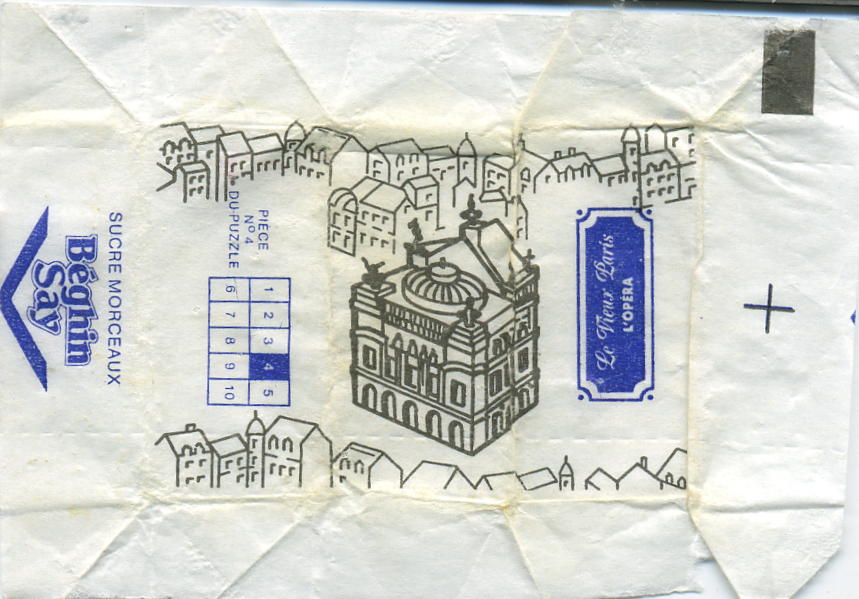 SUCRE MORCEAUX
Béghin
Say
PIÈCE
N° 4
DU PUZZLE
1 2 3 4 5
6 7 8 9 10
Le Vieux Paris
L'OPÉRA